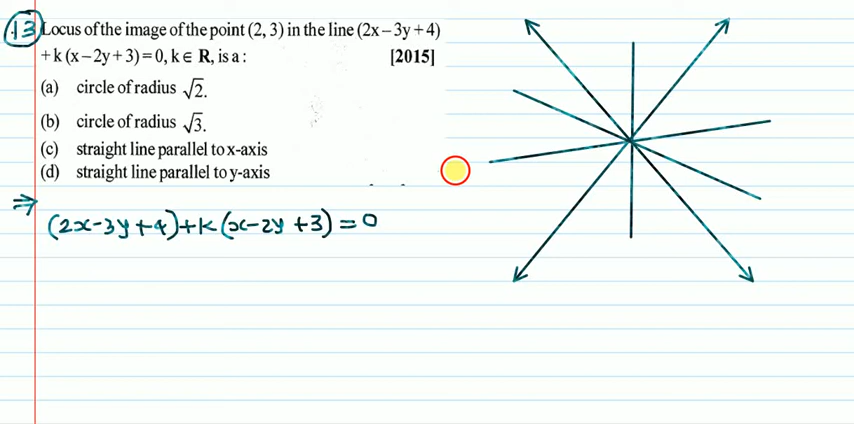 13 Locus of the image of the point (2, 3) in the line (2x – 3y + 4)
+ k (x – 2y + 3) = 0, k ∈ R, is a : [2015]
(a) circle of radius √2.
(b) circle of radius √3.
(c) straight line parallel to x-axis
(d) straight line parallel to y-axis
⇒ (2x-3y+4)+k(x-2y+3)=0